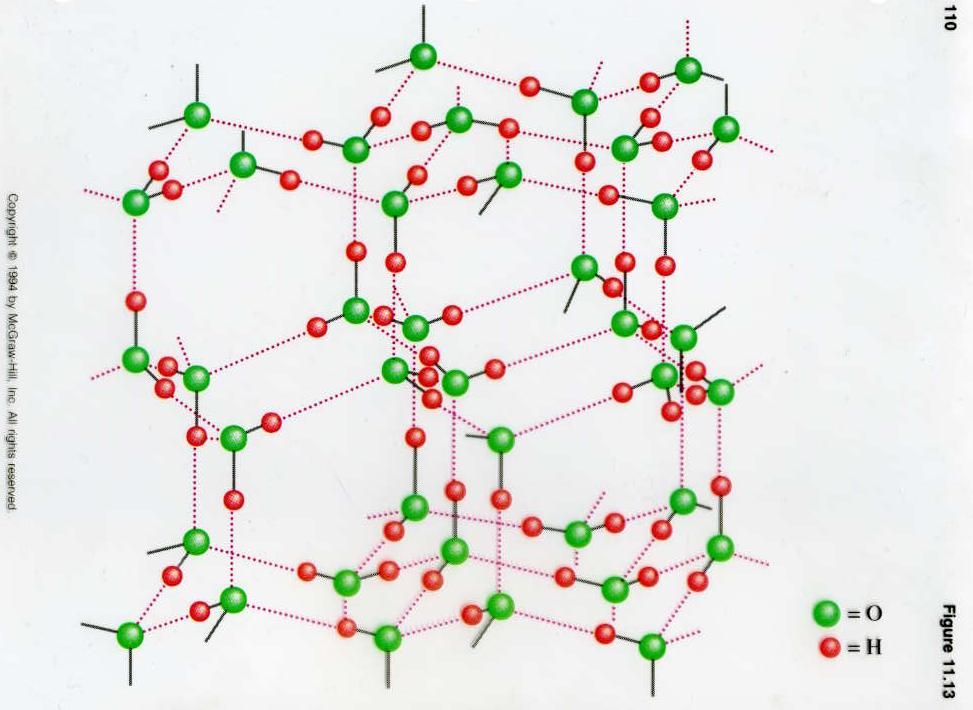 110
Figure 11.13
= O
= H
Copyright © 1994 by McGraw-Hill, Inc. All rights reserved.